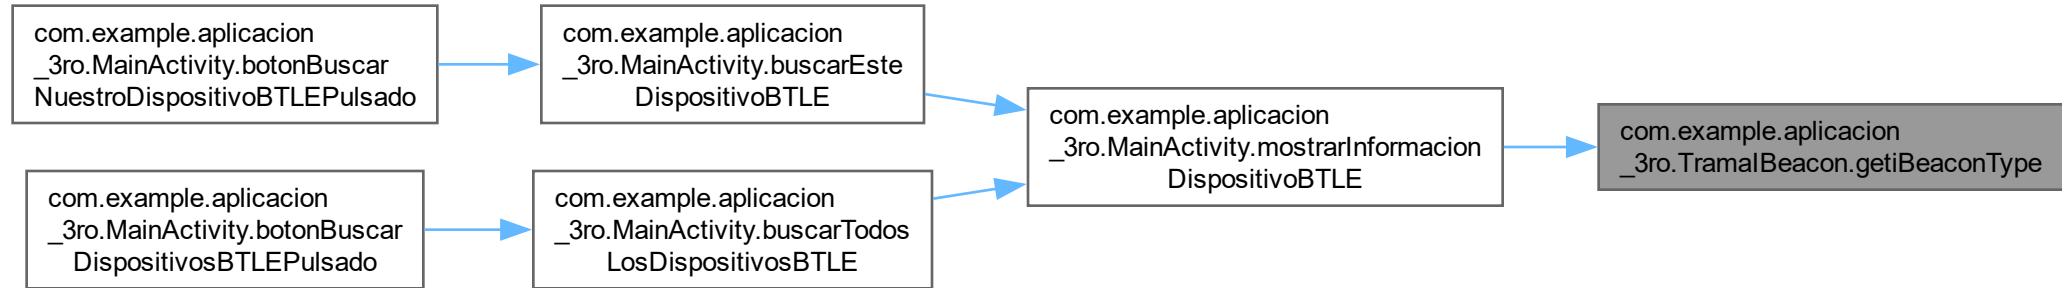 com.example.aplicacion
_3ro.MainActivity.botonBuscar
NuestroDispositivoBTLEPulsado
com.example.aplicacion
_3ro.MainActivity.buscarEste
DispositivoBTLE
com.example.aplicacion
_3ro.MainActivity.botonBuscar
DispositivosBTLEPulsado
com.example.aplicacion
_3ro.MainActivity.buscarTodos
LosDispositivosBTLE
com.example.aplicacion
_3ro.MainActivity.mostrarInformacion
DispositivoBTLE
com.example.aplicacion
_3ro.TramaIBeacon.getiBeaconType